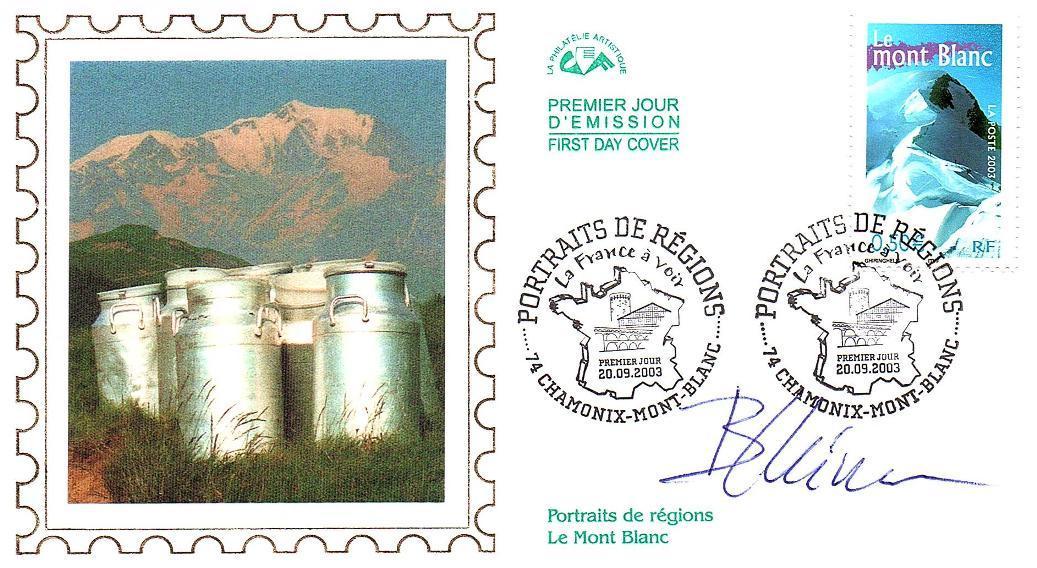 LA PHILATÉLIE ARTISTIQUE
PREMIER JOUR
D'EMISSION
FIRST DAY COVER
Le
mont Blanc
LA POSTE 2003
0,50€ RF
PORTRAITS DE RÉGIONS
La France à voir
PREMIER JOUR
20.09.2003
74 CHAMONIX-MONT-BLANC
PORTRAITS DE RÉGIONS
La France à voir
PREMIER JOUR
20.09.2003
74 CHAMONIX-MONT-BLANC
Portraits de régions
Le Mont Blanc